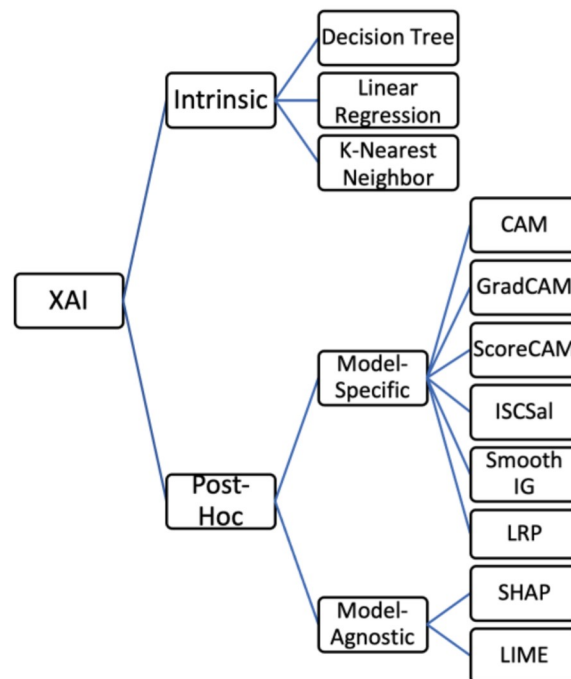 Decision Tree
Intrinsic
Linear
Regression
K-Nearest
Neighbor
CAM
GradCAM
XAI
ScoreCAM
Model-
Specific
ISCSal
Smooth
IG
Post-
Hoc
LRP
SHAP
Model-
Agnostic
LIME